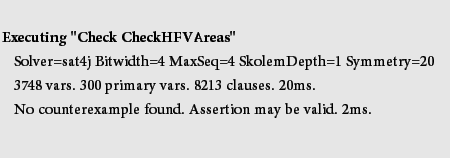 Executing "Check CheckHFVAreas"
Solver=sat4j Bitwidth=4 MaxSeq=4 SkolemDepth=1 Symmetry=20
3748 vars. 300 primary vars. 8213 clauses. 20ms.
No counterexample found. Assertion may be valid. 2ms.